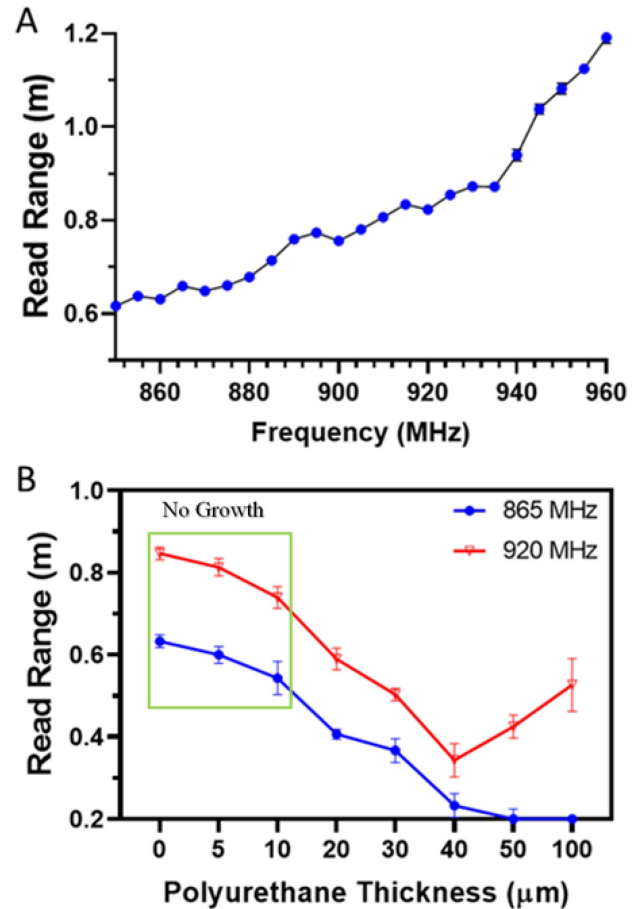 A
1.2
1.0
0.8
0.6
Read Range (m)
860 880 900 920 940 960
Frequency (MHz)
B
1.0
0.8
0.6
0.4
0.2
Read Range (m)
No Growth
865 MHz
920 MHz
0 5 10 20 30 40 50 100
Polyurethane Thickness (μm)